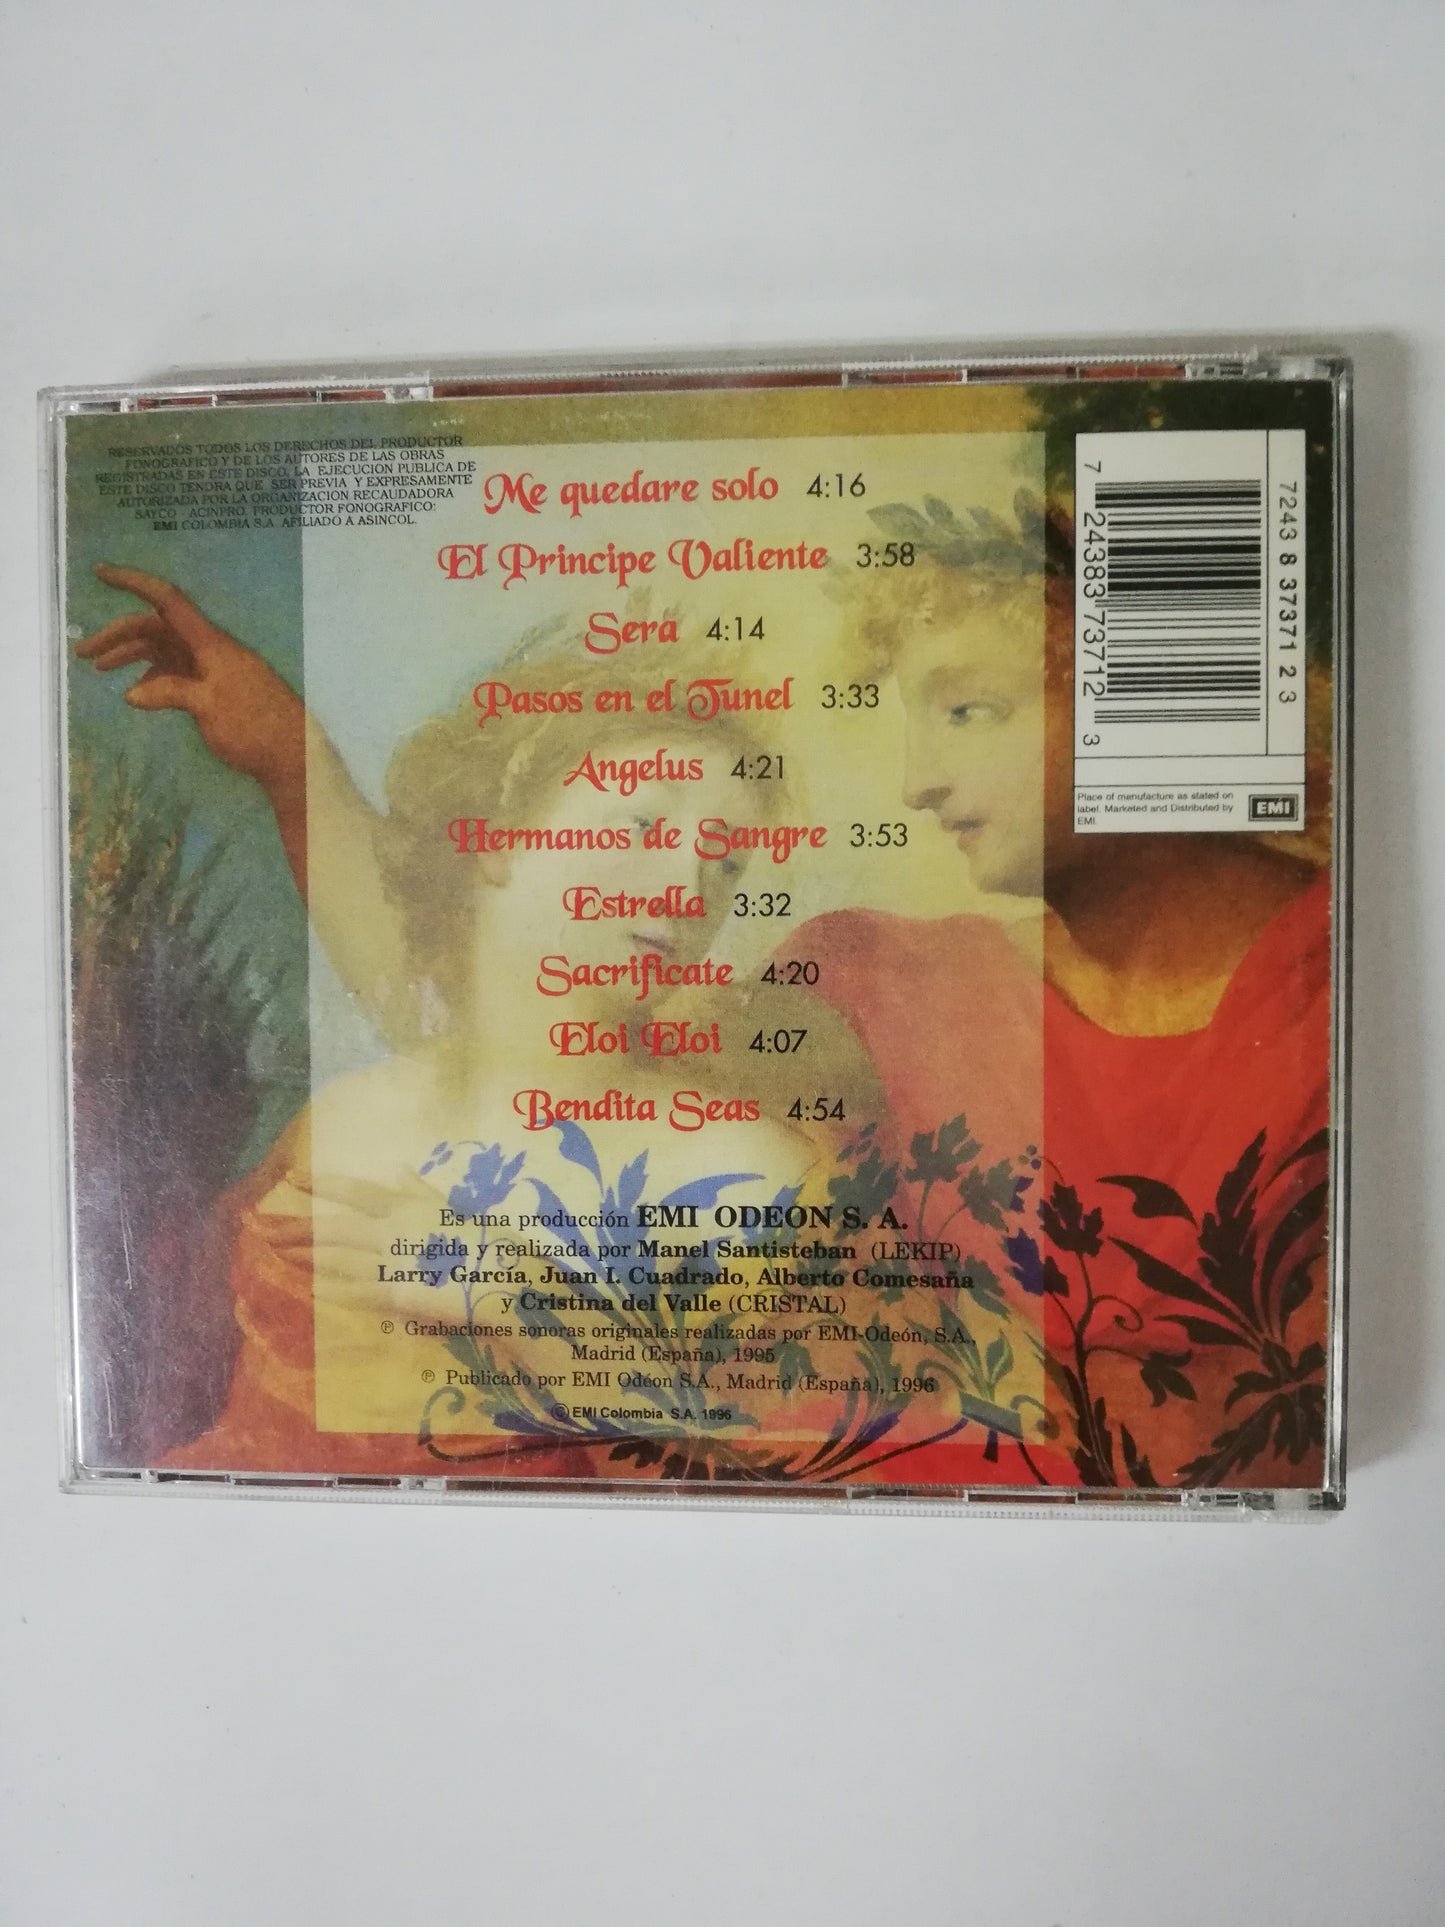 RESERVADOS TODOS LOS DERECHOS DEL PRODUCTOR
FONOGRAFICO Y DE LOS AUTORES DE LAS OBRAS
REGISTRADAS EN ESTE DISCO. LA EJECUCION PUBLICA DE
ESTE DISCO TENDRA QUE SER PREVIA Y EXPRESAMENTE
AUTORIZADA POR LA ORGANIZACION RECAUDADORA
SAYCO - ACINPRO. PRODUCTOR FONOGRAFICO:
EMI COLOMBIA S.A. AFILIADO A ASINCOL.
Me quedare solo 4:16
El Principe Valiente 3:58
Sera 4:14
Pasos en el Tunel 3:33
Angelus 4:21
Hermanos de Sangre 3:53
Estrella 3:32
Sacrificate 4:20
Eloi Eloi 4:07
Bendita Seas 4:54
Es una producción EMI ODEON S. A.
dirigida y realizada por Manel Santisteban (LEKIP)
Larry García, Juan I. Cuadrado, Alberto Comesaña
y Cristina del Valle (CRISTAL)
℗ Grabaciones sonoras originales realizadas por EMI-Odeón, S.A.,
Madrid (España), 1995
℗ Publicado por EMI Odeon S.A., Madrid (España), 1996
© EMI Colombia S.A. 1996
7243 8 37371 2 3
7 24383 73712 3
Place of manufacture as stated on
label. Marketed and Distributed by
EMI.
EMI